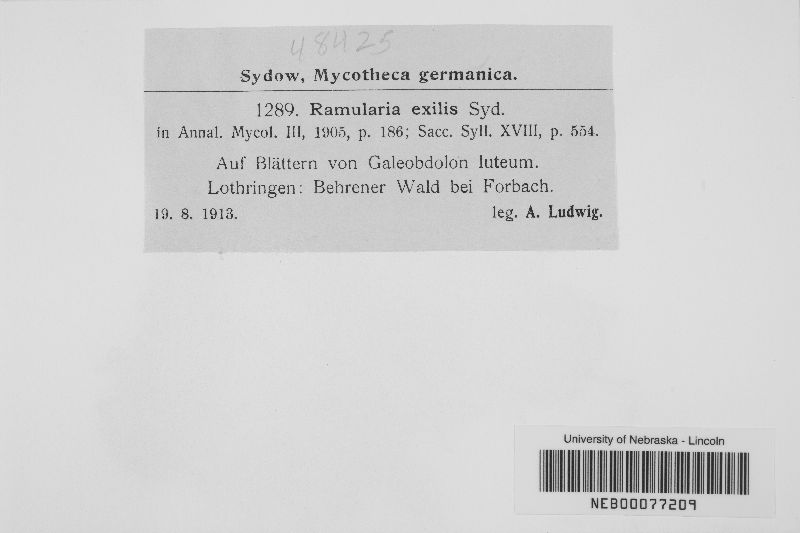 48425
Sydow, Mycotheca germanica.
1289. Ramularia exilis Syd.
in Annal. Mycol. III, 1905, p. 186; Sacc. Syll. XVIII, p. 554.
Auf Blättern von Galeobdolon luteum.
Lothringen: Behrener Wald bei Forbach.
19. 8. 1913. leg. A. Ludwig.
University of Nebraska - Lincoln
NEB00077209